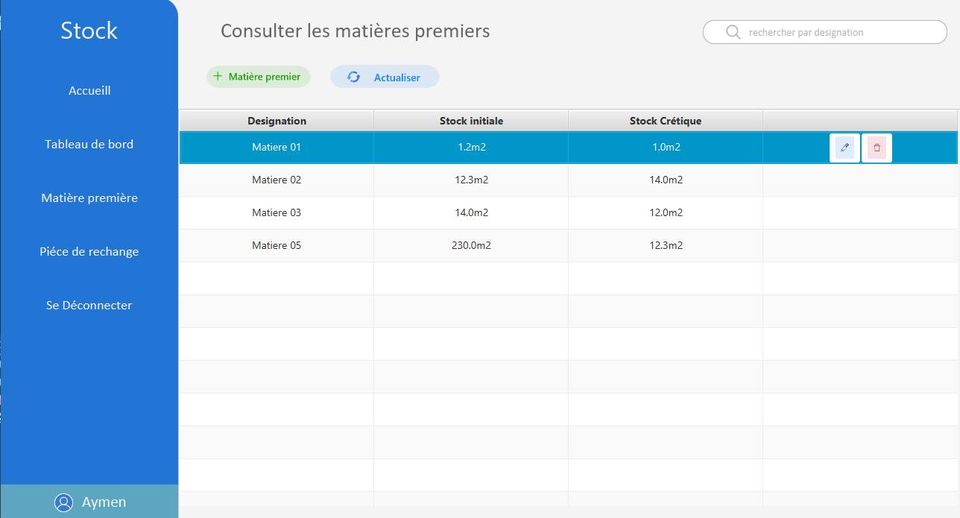 Stock
Accueill
Tableau de bord
Matière première
Piéce de rechange
Se Déconnecter
Aymen
Consulter les matières premiers
rechercher par designation
+ Matière premier
Actualiser
Designation Stock initiale Stock Crétique
Matiere 01 1.2m2 1.0m2
Matiere 02 12.3m2 14.0m2
Matiere 03 14.0m2 12.0m2
Matiere 05 230.0m2 12.3m2